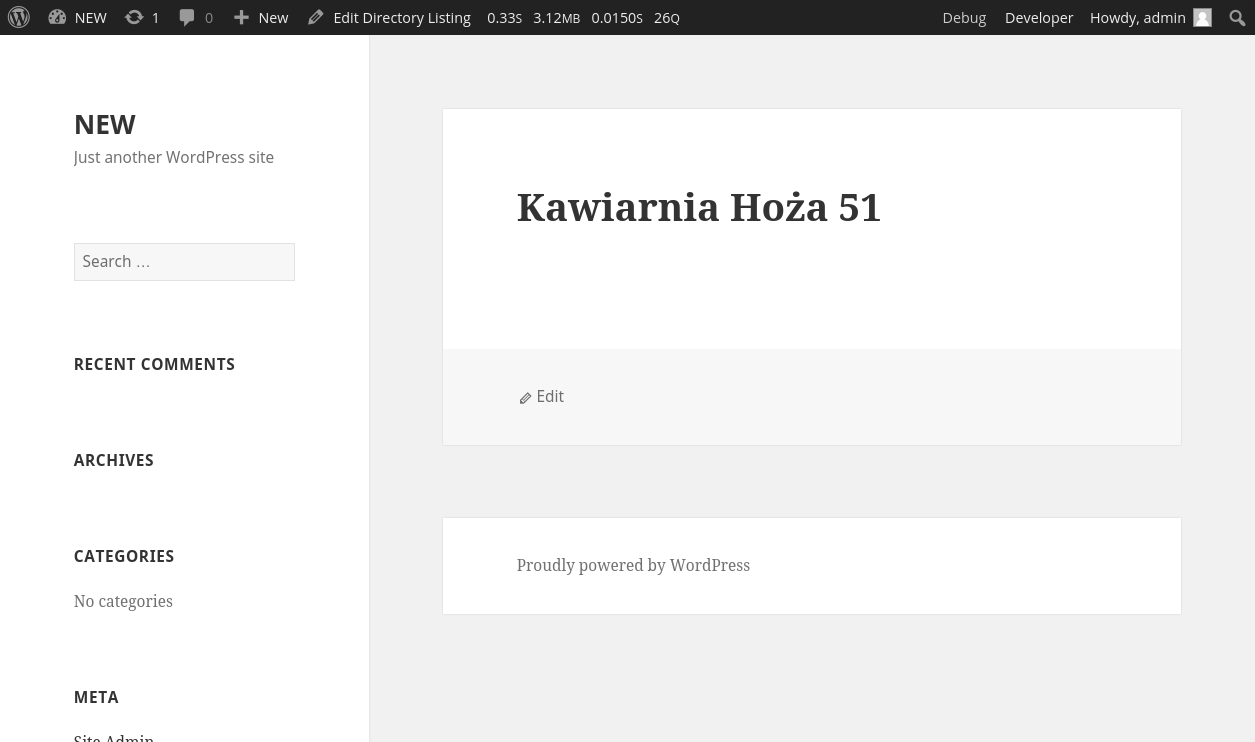 NEW 1 0 New Edit Directory Listing 0.33S 3.12MB 0.0150S 26Q Debug Developer Howdy, admin
NEW
Just another WordPress site
Search …
RECENT COMMENTS
ARCHIVES
CATEGORIES
No categories
META
Site Admin
Kawiarnia Hoża 51
Edit
Proudly powered by WordPress